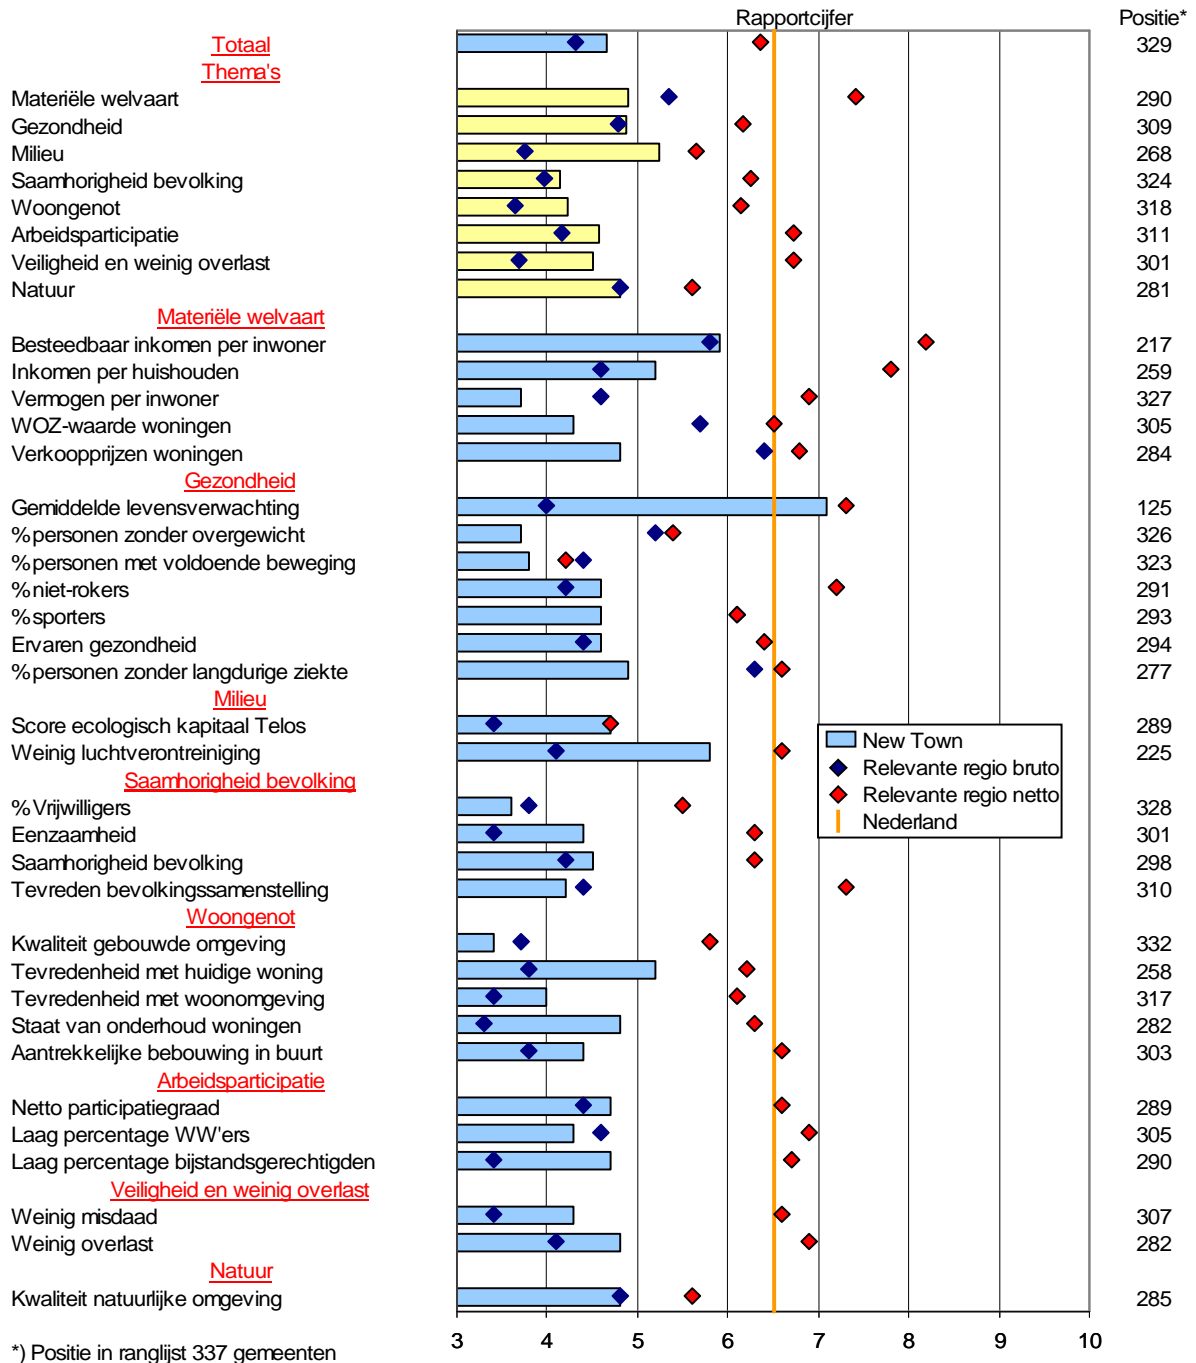 Rapportcijfer Positie*
Totaal 329
Thema's
Materiële welvaart 290
Gezondheid 309
Milieu 268
Saamhorigheid bevolking 324
Woongenot 318
Arbeidsparticipatie 311
Veiligheid en weinig overlast 301
Natuur 281
Materiële welvaart
Besteedbaar inkomen per inwoner 217
Inkomen per huishouden 259
Vermogen per inwoner 327
WOZ-waarde woningen 305
Verkoopprijzen woningen 284
Gezondheid
Gemiddelde levensverwachting 125
% personen zonder overgewicht 326
% personen met voldoende beweging 323
% niet-rokers 291
% sporters 293
Ervaren gezondheid 294
% personen zonder langdurige ziekte 277
Milieu
Score ecologisch kapitaal Telos 289
Weinig luchtverontreiniging 225
Saamhorigheid bevolking
% Vrijwilligers 328
Eenzaamheid 301
Saamhorigheid bevolking 298
Tevreden bevolkingssamenstelling 310
Woongenot
Kwaliteit gebouwde omgeving 332
Tevredenheid met huidige woning 258
Tevredenheid met woonomgeving 317
Staat van onderhoud woningen 282
Aantrekkelijke bebouwing in buurt 303
Arbeidsparticipatie
Netto participatiegraad 289
Laag percentage WW'ers 305
Laag percentage bijstandsgerechtigden 290
Veiligheid en weinig overlast
Weinig misdaad 307
Weinig overlast 282
Natuur
Kwaliteit natuurlijke omgeving 285
New Town
Relevante regio bruto
Relevante regio netto
Nederland
3 4 5 6 7 8 9 10
*) Positie in ranglijst 337 gemeenten